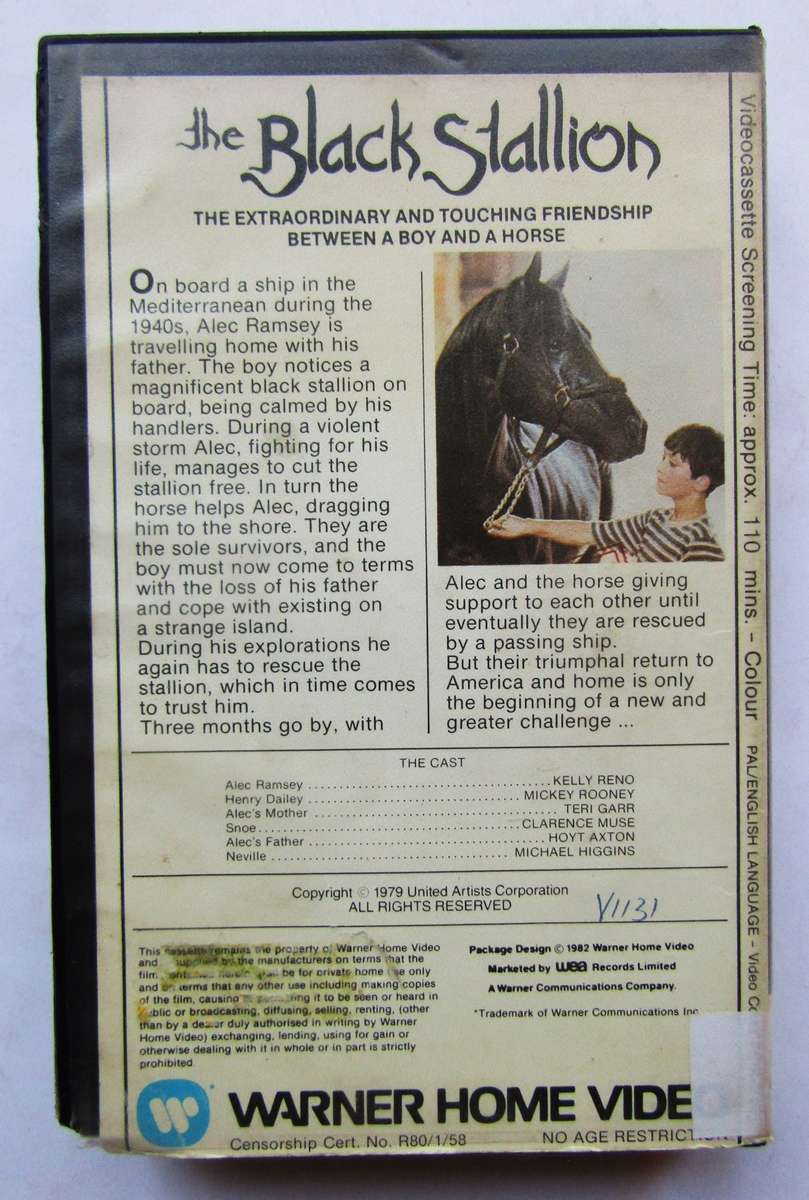 the Black Stallion
THE EXTRAORDINARY AND TOUCHING FRIENDSHIP
BETWEEN A BOY AND A HORSE
On board a ship in the
Mediterranean during the
1940s, Alec Ramsey is
travelling home with his
father. The boy notices a
magnificent black stallion on
board, being calmed by his
handlers. During a violent
storm Alec, fighting for his
life, manages to cut the
stallion free. In turn the
horse helps Alec, dragging
him to the shore. They are
the sole survivors, and the
boy must now come to terms
with the loss of his father
and cope with existing on
a strange island.
During his explorations he
again has to rescue the
stallion, which in time comes
to trust him.
Three months go by, with
Alec and the horse giving
support to each other until
eventually they are rescued
by a passing ship.
But their triumphal return to
America and home is only
the beginning of a new and
greater challenge ...
THE CAST
Alec Ramsey ........ KELLY RENO
Henry Dailey ........ MICKEY ROONEY
Alec's Mother ........ TERI GARR
Snoe ........ CLARENCE MUSE
Alec's Father ........ HOYT AXTON
Neville ........ MICHAEL HIGGINS
Copyright © 1979 United Artists Corporation
ALL RIGHTS RESERVED
V1131
This cassette remains the property of Warner Home Video
and supplied by the manufacturers on terms that the
film be for private home use only
and on terms that any other use including making copies
of the film, causing it to be seen or heard in
public or broadcasting, diffusing, selling, renting, (other
than by a dealer duly authorised in writing by Warner
Home Video) exchanging, lending, using for gain or
otherwise dealing with it in whole or in part is strictly
prohibited
Package Design © 1982 Warner Home Video
Marketed by wea Records Limited
A Warner Communications Company.
*Trademark of Warner Communications Inc
WARNER HOME VIDEO
Censorship Cert. No. R80/1/58 NO AGE RESTRICTION
Videocassette Screening Time: approx. 110 mins. – Colour PAL/ENGLISH LANGUAGE – Video